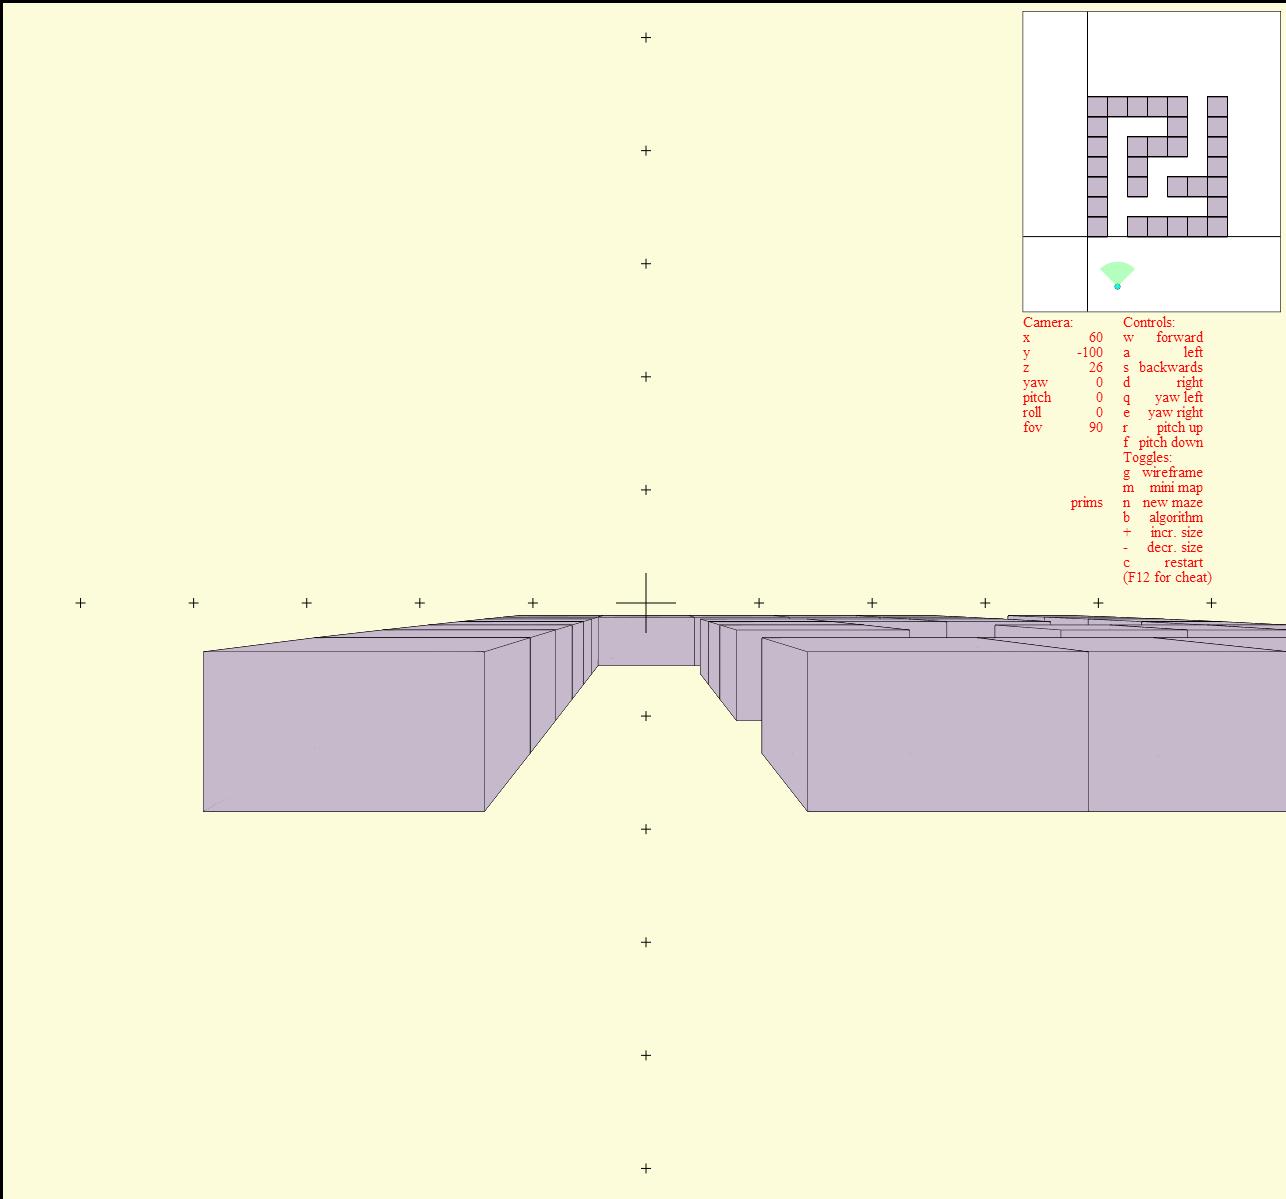 Camera: Controls:
x 60 w forward
y -100 a left
z 26 s backwards
yaw 0 d right
pitch 0 q yaw left
roll 0 e yaw right
fov 90 r pitch up
f pitch down
Toggles:
g wireframe
m mini map
prims n new maze
b algorithm
+ incr. size
- decr. size
c restart
(F12 for cheat)